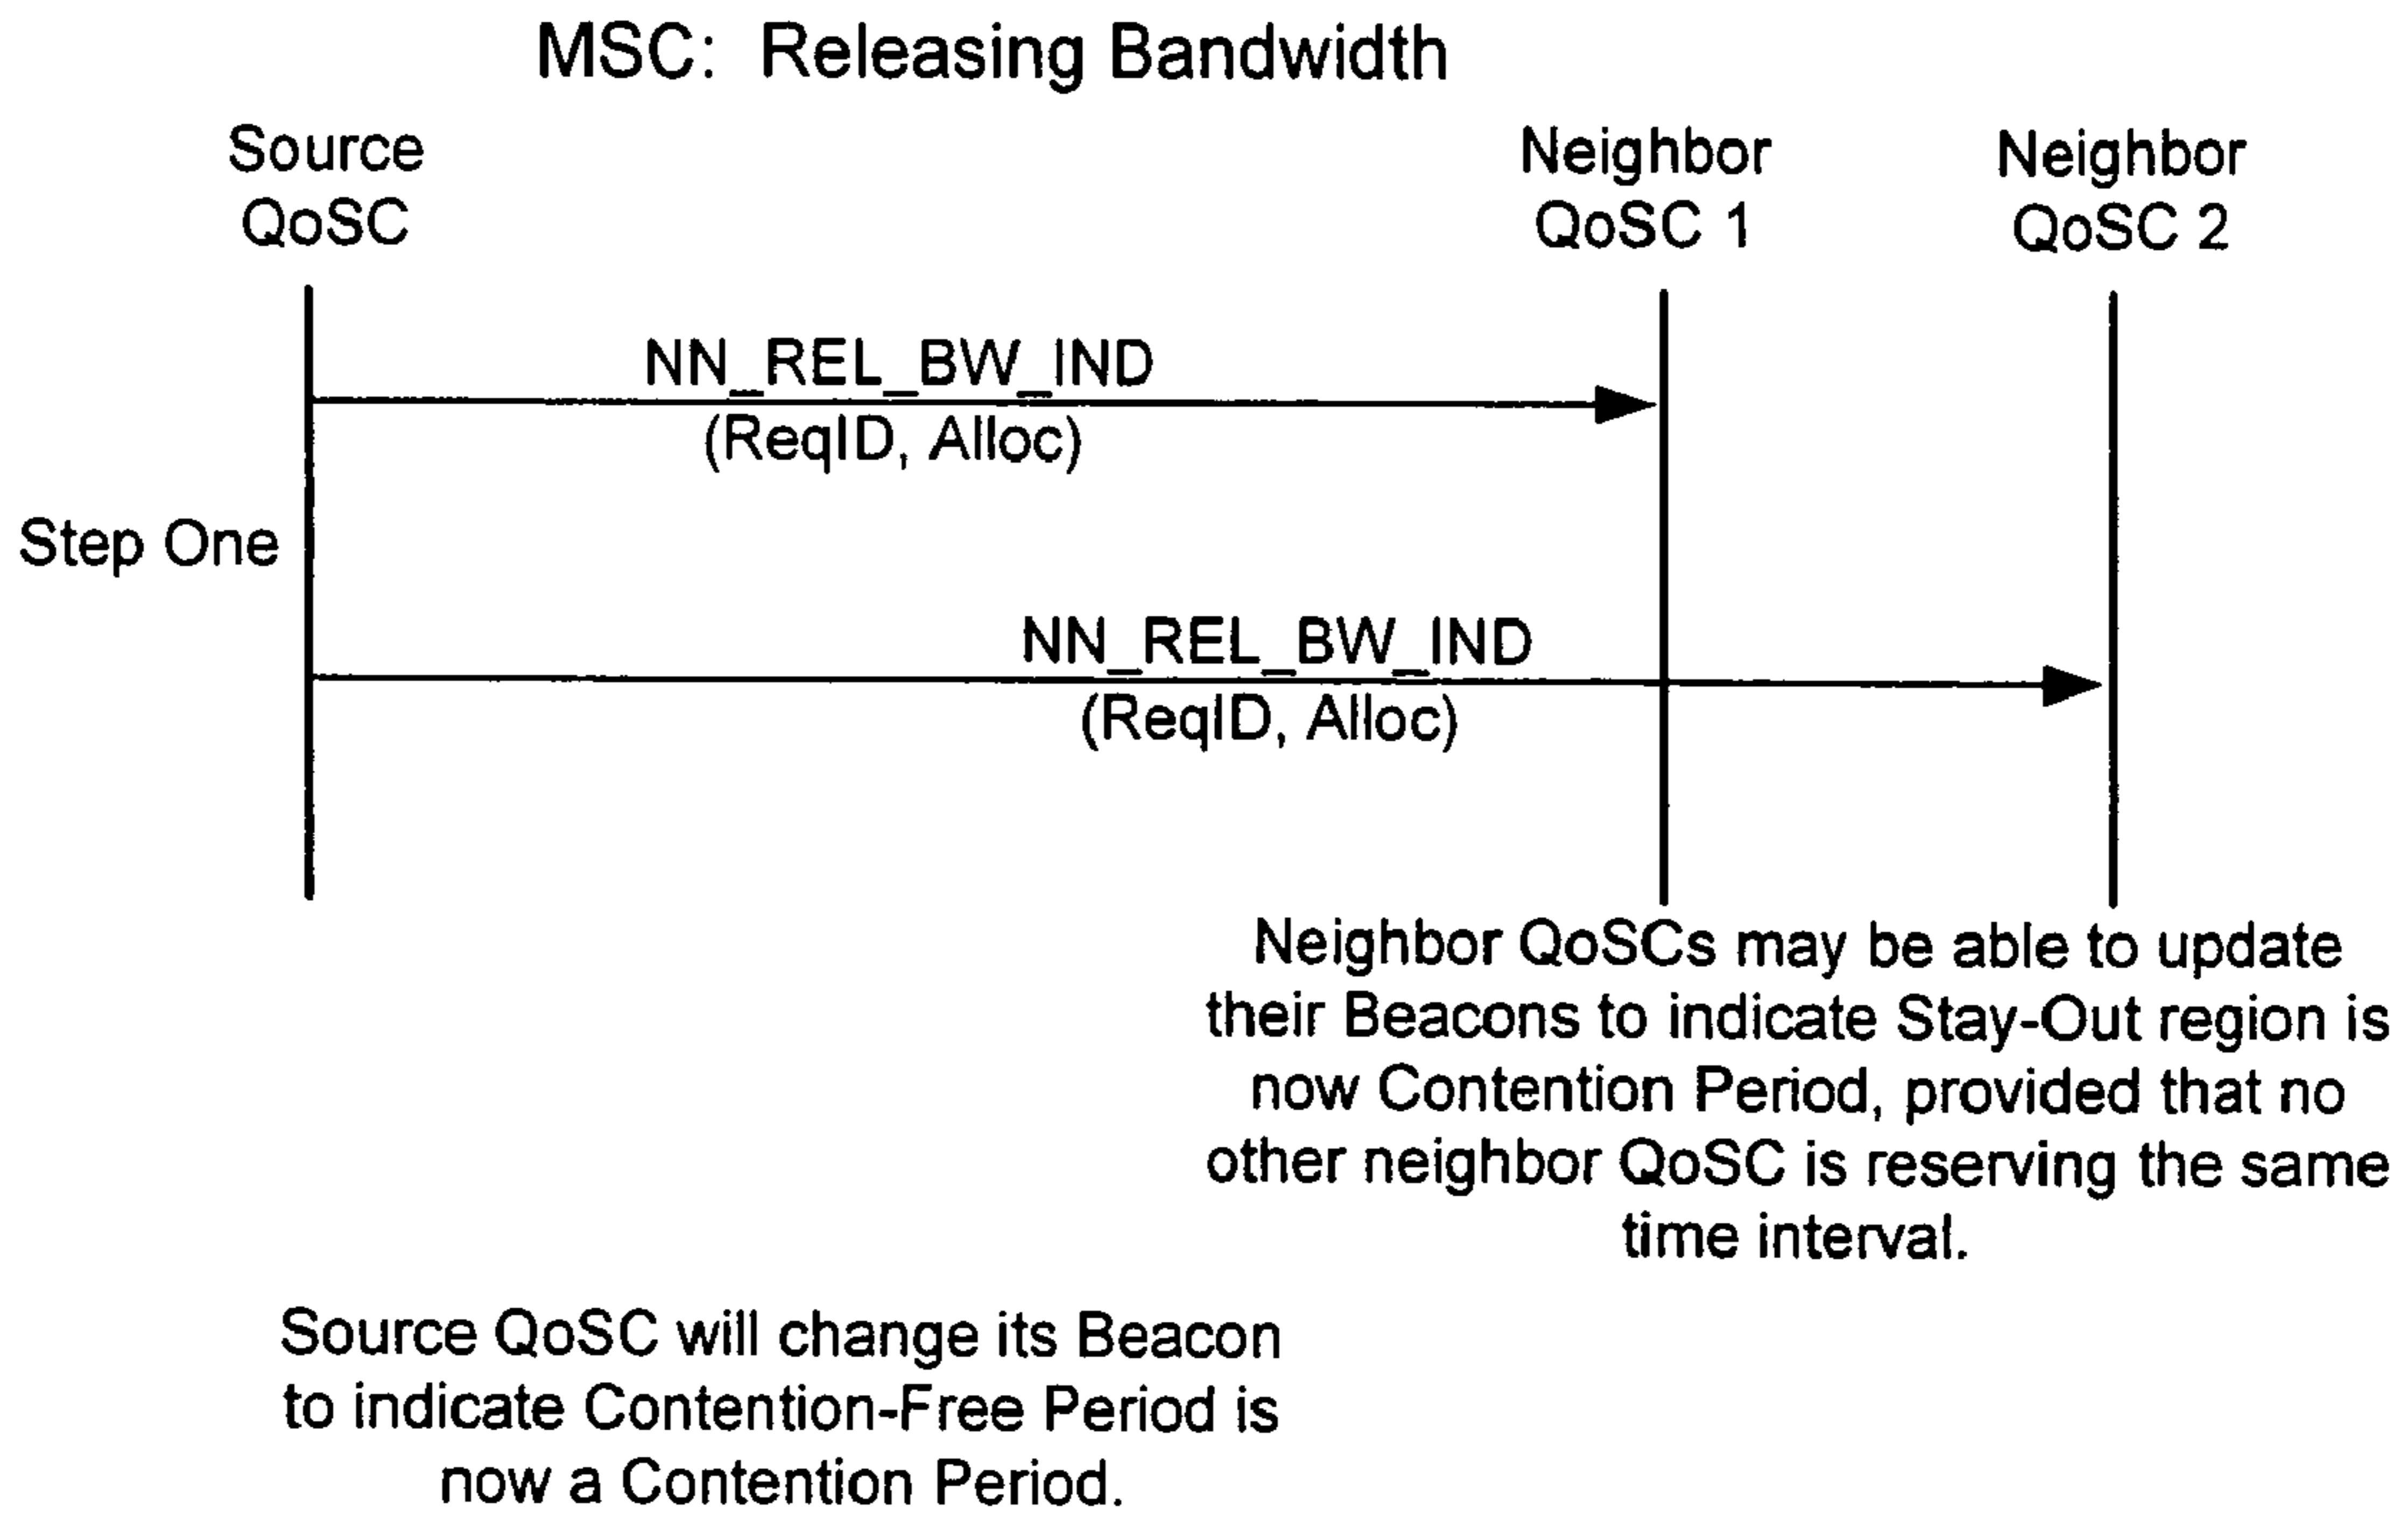 MSC: Releasing Bandwidth
Source
QoSC
Neighbor
QoSC 1
Neighbor
QoSC 2
NN_REL_BW_IND
(ReqID, Alloc)
Step One
NN_REL_BW_IND
(ReqID, Alloc)
Neighbor QoSCs may be able to update
their Beacons to indicate Stay-Out region is
now Contention Period, provided that no
other neighbor QoSC is reserving the same
time interval.
Source QoSC will change its Beacon
to indicate Contention-Free Period is
now a Contention Period.